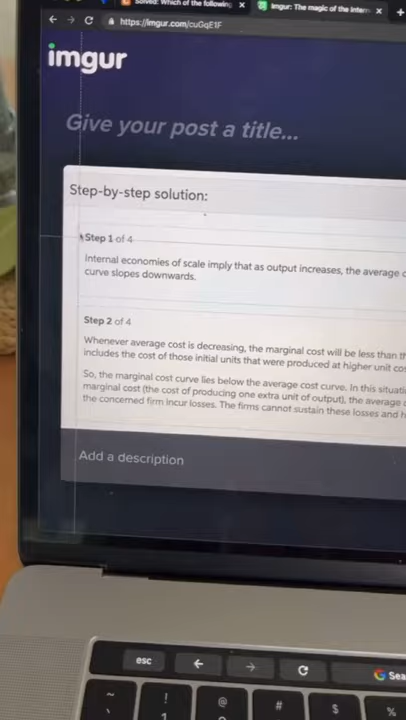 Solved: Which of the following
Imgur: The magic of the Intern
https://imgur.com/cuGqE1F
imgur
Give your post a title...
Step-by-step solution:
Step 1 of 4
Internal economies of scale imply that as output increases, the average
curve slopes downwards.
Step 2 of 4
Whenever average cost is decreasing, the marginal cost will be less than
includes the cost of those initial units that were produced at higher unit
So, the marginal cost curve lies below the average cost curve. In this
marginal cost (the cost of producing one extra unit of output), the average
the concerned firm incur losses. The firms cannot sustain these losses and
Add a description
esc
Sea
~ ! @ # $ %
1